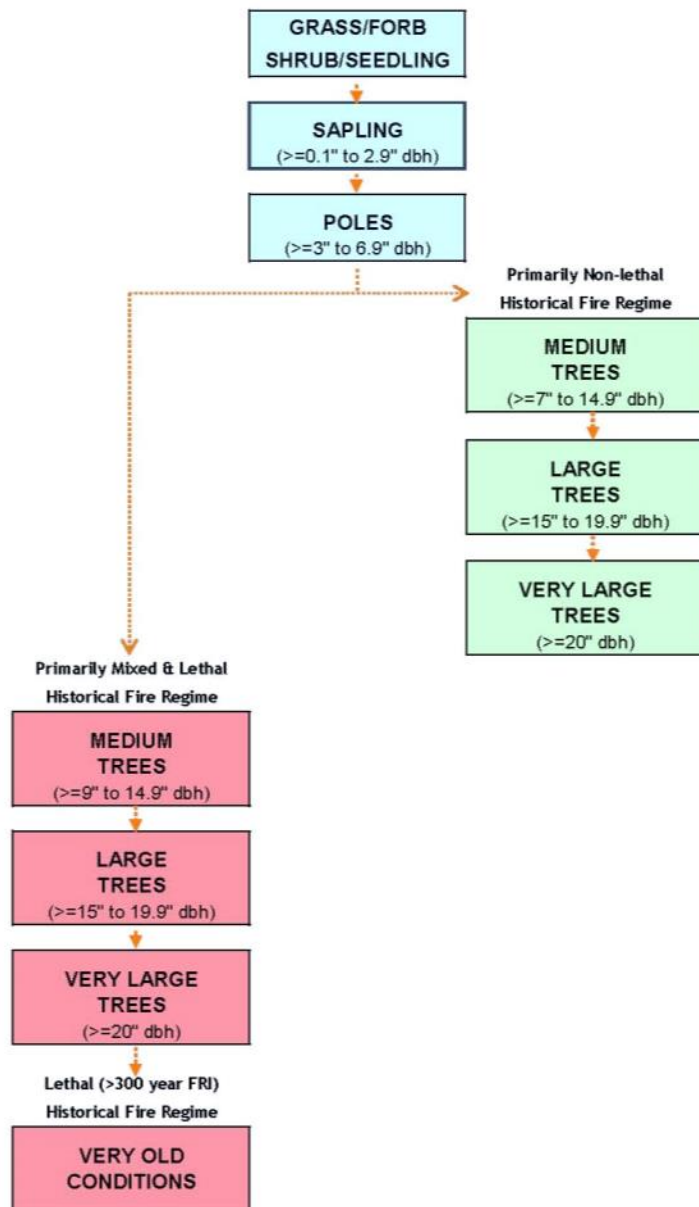 GRASS/FORB
SHRUB/SEEDLING
SAPLING
(>=0.1" to 2.9" dbh)
POLES
(>=3" to 6.9" dbh)
Primarily Non-lethal
Historical Fire Regime
MEDIUM
TREES
(>=7" to 14.9" dbh)
LARGE
TREES
(>=15" to 19.9" dbh)
VERY LARGE
TREES
(>=20" dbh)
Primarily Mixed & Lethal
Historical Fire Regime
MEDIUM
TREES
(>=9" to 14.9" dbh)
LARGE
TREES
(>=15" to 19.9" dbh)
VERY LARGE
TREES
(>=20" dbh)
Lethal (>300 year FRI)
Historical Fire Regime
VERY OLD
CONDITIONS